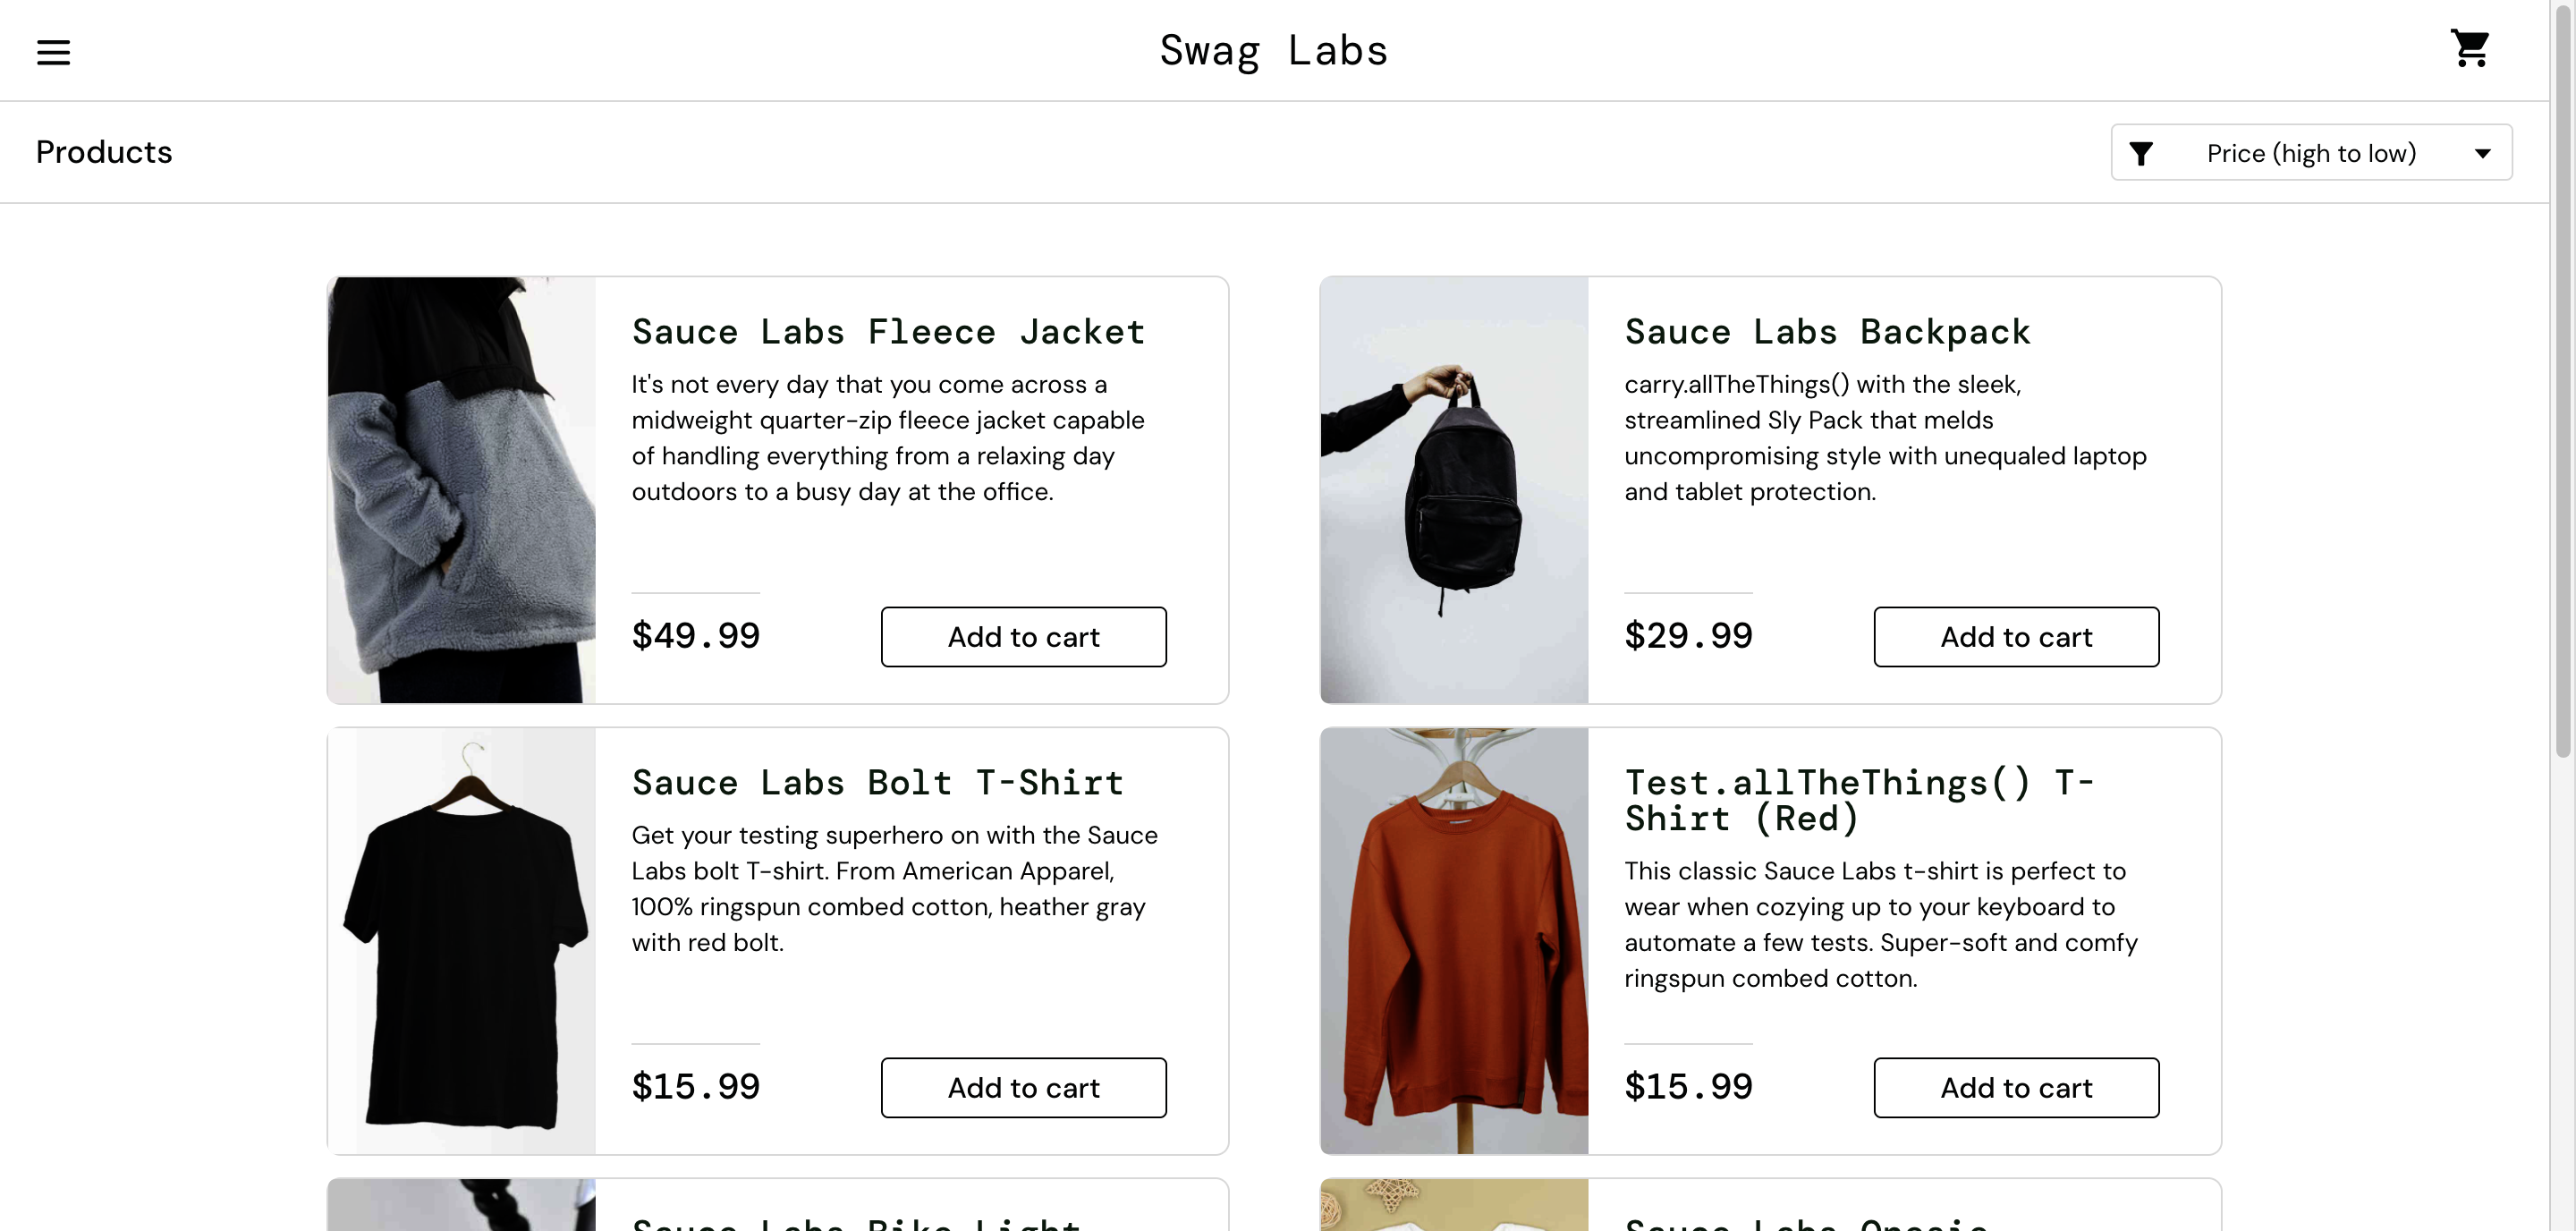 Swag Labs
Products
Price (high to low)
Sauce Labs Fleece Jacket
It's not every day that you come across a
midweight quarter-zip fleece jacket capable
of handling everything from a relaxing day
outdoors to a busy day at the office.
$49.99
Add to cart
Sauce Labs Backpack
carry.allTheThings() with the sleek,
streamlined Sly Pack that melds
uncompromising style with unequaled laptop
and tablet protection.
$29.99
Add to cart
Sauce Labs Bolt T-Shirt
Get your testing superhero on with the Sauce
Labs bolt T-shirt. From American Apparel,
100% ringspun combed cotton, heather gray
with red bolt.
$15.99
Add to cart
Test.allTheThings() T-
Shirt (Red)
This classic Sauce Labs t-shirt is perfect to
wear when cozying up to your keyboard to
automate a few tests. Super-soft and comfy
ringspun combed cotton.
$15.99
Add to cart
Sauce Labs Bike Light
Sauce Labs Onesie